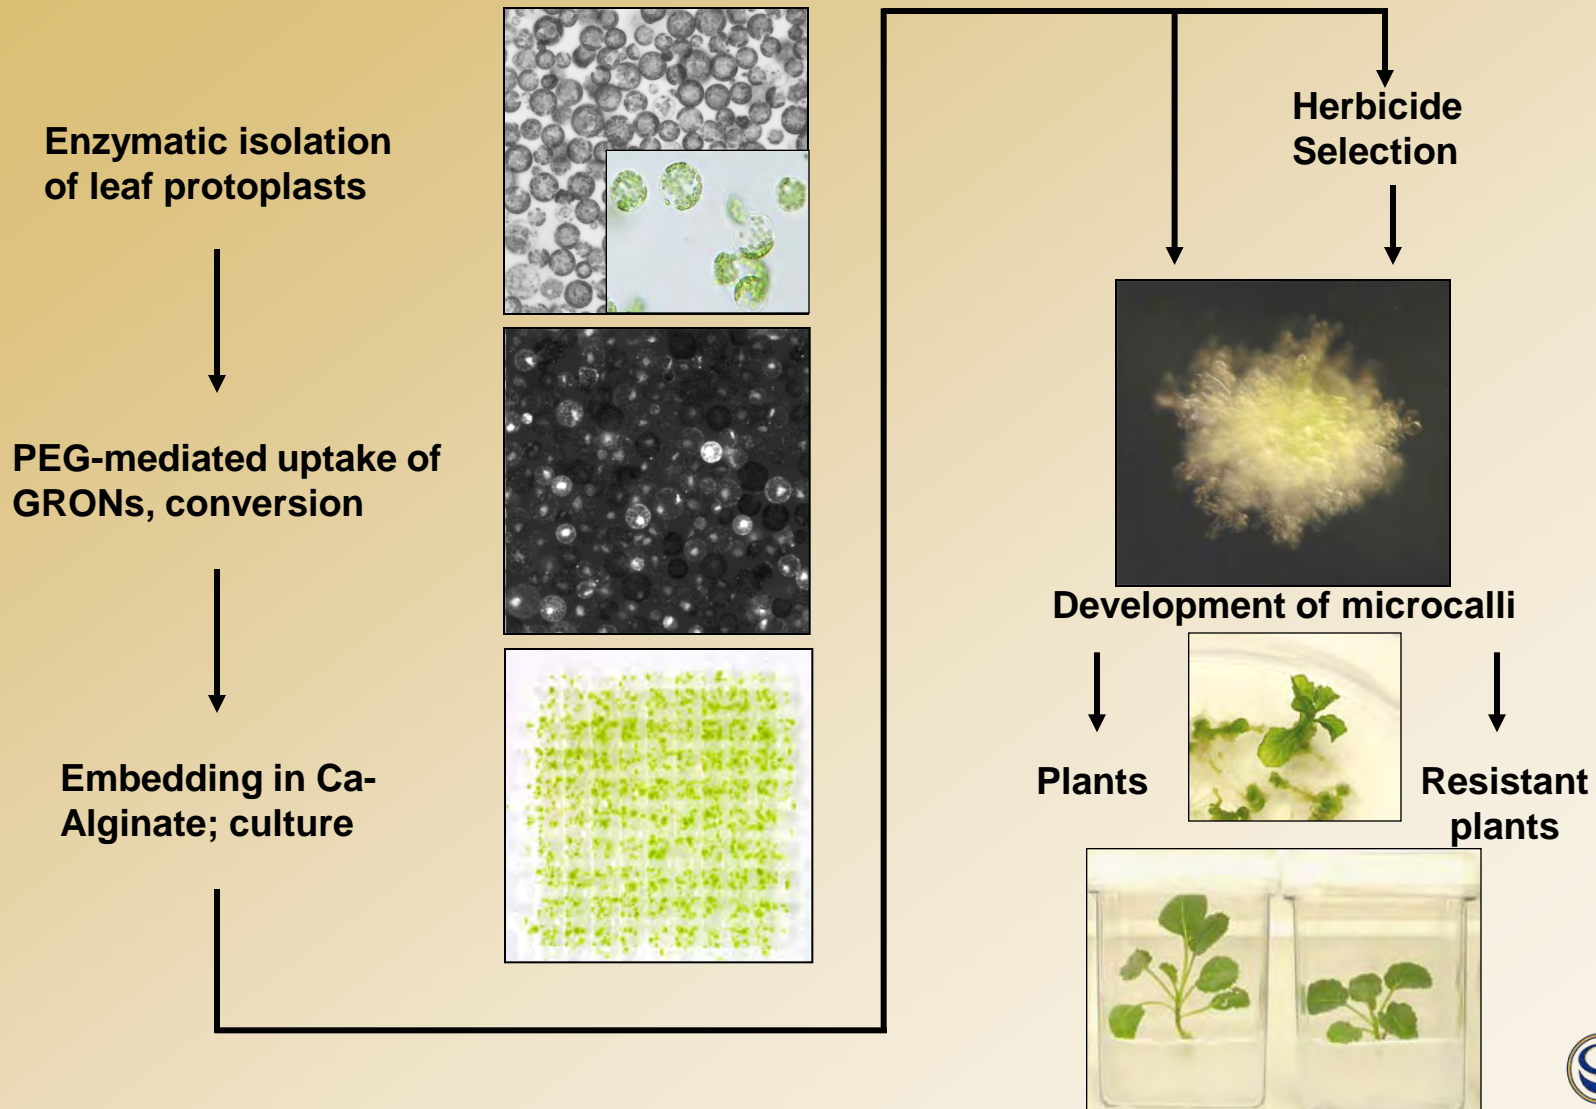 Enzymatic isolation
of leaf protoplasts
PEG-mediated uptake of
GRONs, conversion
Embedding in Ca-
Alginate; culture
Herbicide
Selection
Development of microcalli
Plants
Resistant
plants